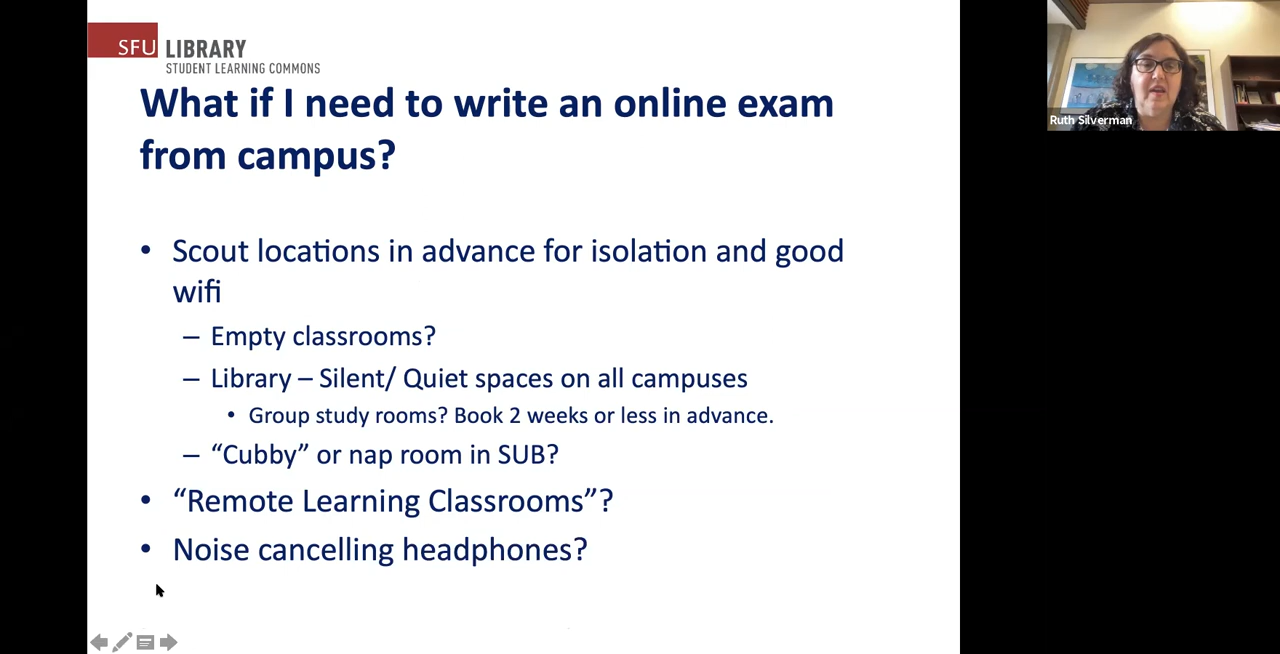 SFU LIBRARY
STUDENT LEARNING COMMONS
What if I need to write an online exam
from campus?
• Scout locations in advance for isolation and good
wifi
– Empty classrooms?
– Library – Silent/ Quiet spaces on all campuses
• Group study rooms? Book 2 weeks or less in advance.
– “Cubby” or nap room in SUB?
• “Remote Learning Classrooms”?
• Noise cancelling headphones?
Ruth Silverman